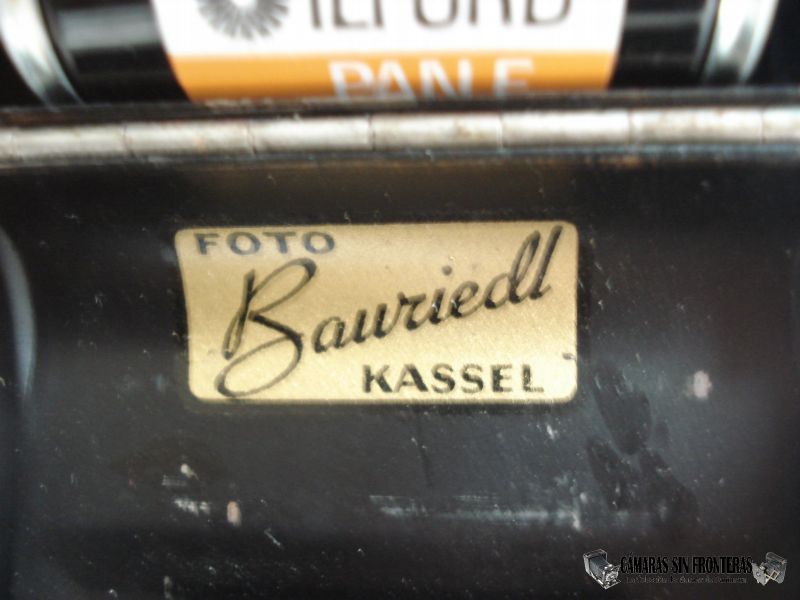 ILFORD
PAN F
FOTO
Bauriedl
KASSEL
CÁMARAS SIN FRONTERAS